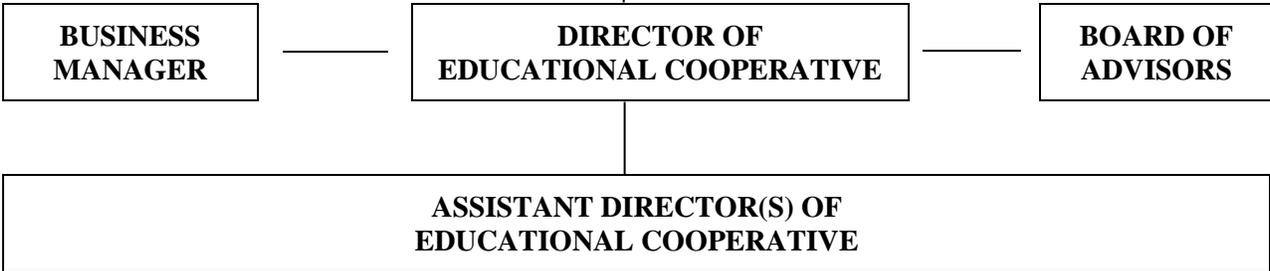 BUSINESS
MANAGER
DIRECTOR OF
EDUCATIONAL COOPERATIVE
BOARD OF
ADVISORS
ASSISTANT DIRECTOR(S) OF
EDUCATIONAL COOPERATIVE